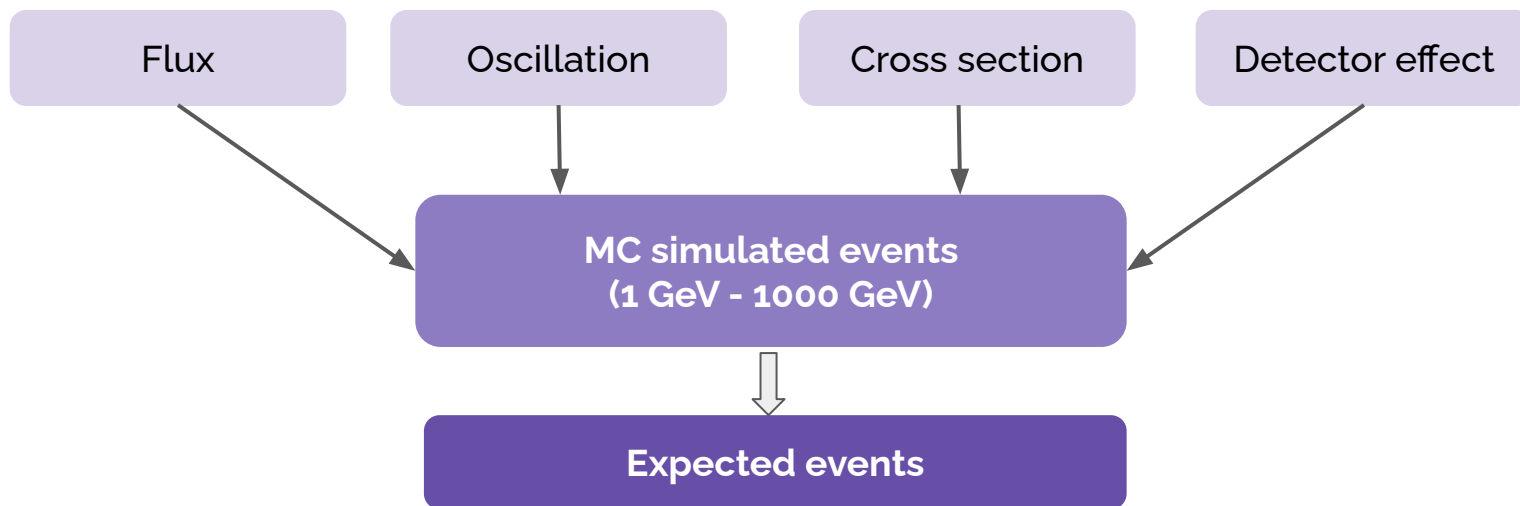 Flux
Oscillation
Cross section
Detector effect
MC simulated events
(1 GeV - 1000 GeV)
Expected events